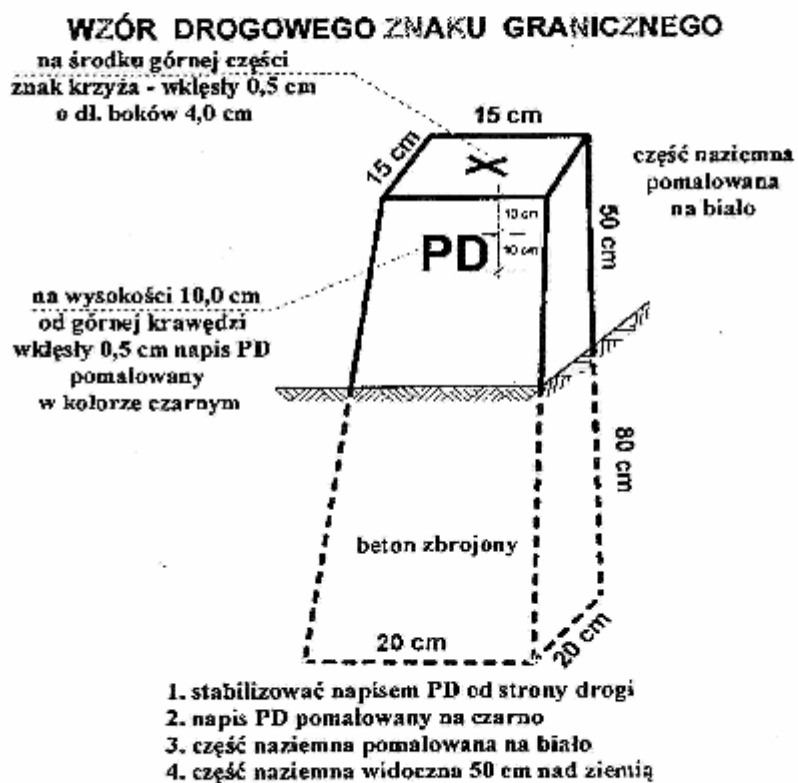 WZÓR DROGOWEGO ZNAKU GRANICZNEGO
na środku górnej części
znak krzyża - wklęsły 0,5 cm
o dł. boków 4,0 cm
15 cm
15 cm
część naziemna
pomalowana
na biało
50 cm
10 cm
10 cm
PD
na wysokości 10,0 cm
od górnej krawędzi
wklęsły 0,5 cm napis PD
pomalowany
w kolorze czarnym
80 cm
beton zbrojony
20 cm
20 cm
1. stabilizować napisem PD od strony drogi
2. napis PD pomalowany na czarno
3. część naziemna pomalowana na biało
4. część naziemna widoczna 50 cm nad ziemią